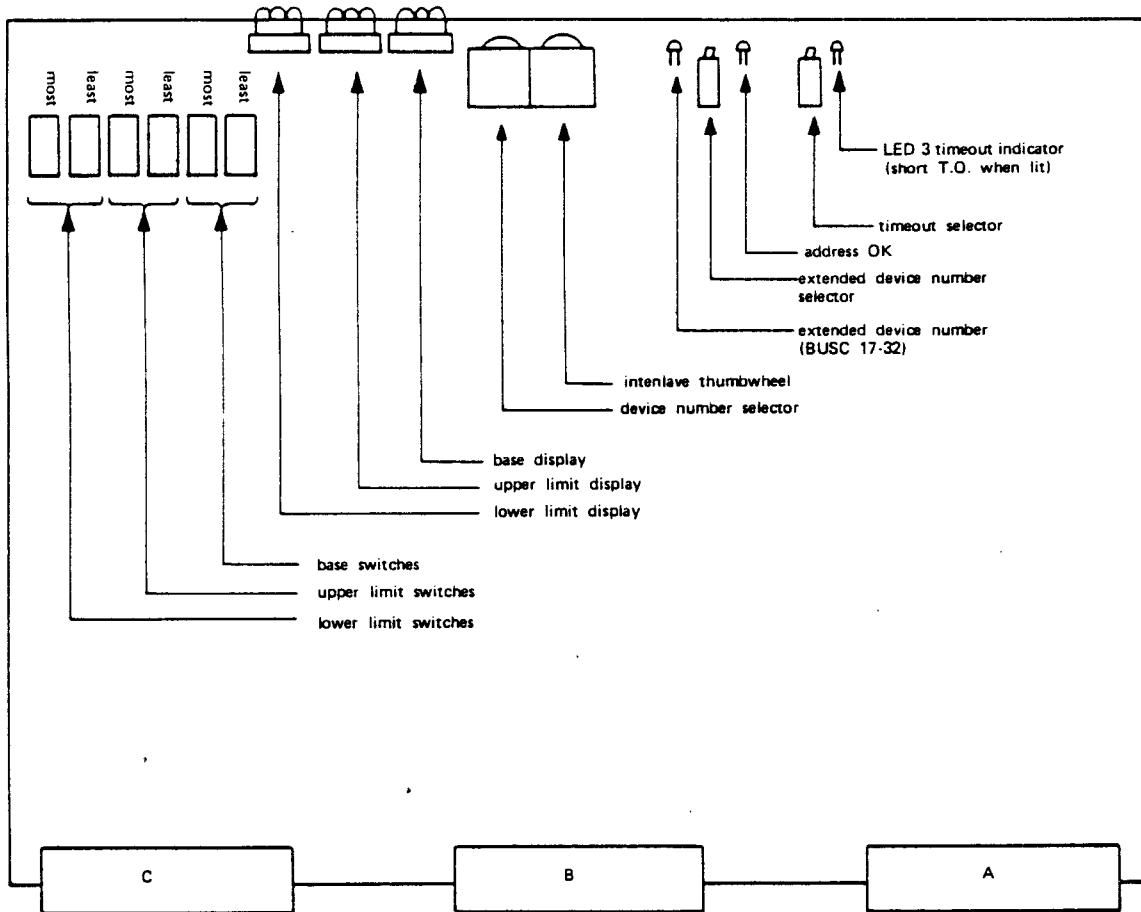 most
least
most
least
most
least
LED 3 timeout indicator
(short T.O. when lit)
timeout selector
address OK
extended device number
selector
extended device number
(BUSC 17-32)
intenlave thumbwheel
device number selector
base display
upper limit display
lower limit display
base switches
upper limit switches
lower limit switches
C
B
A